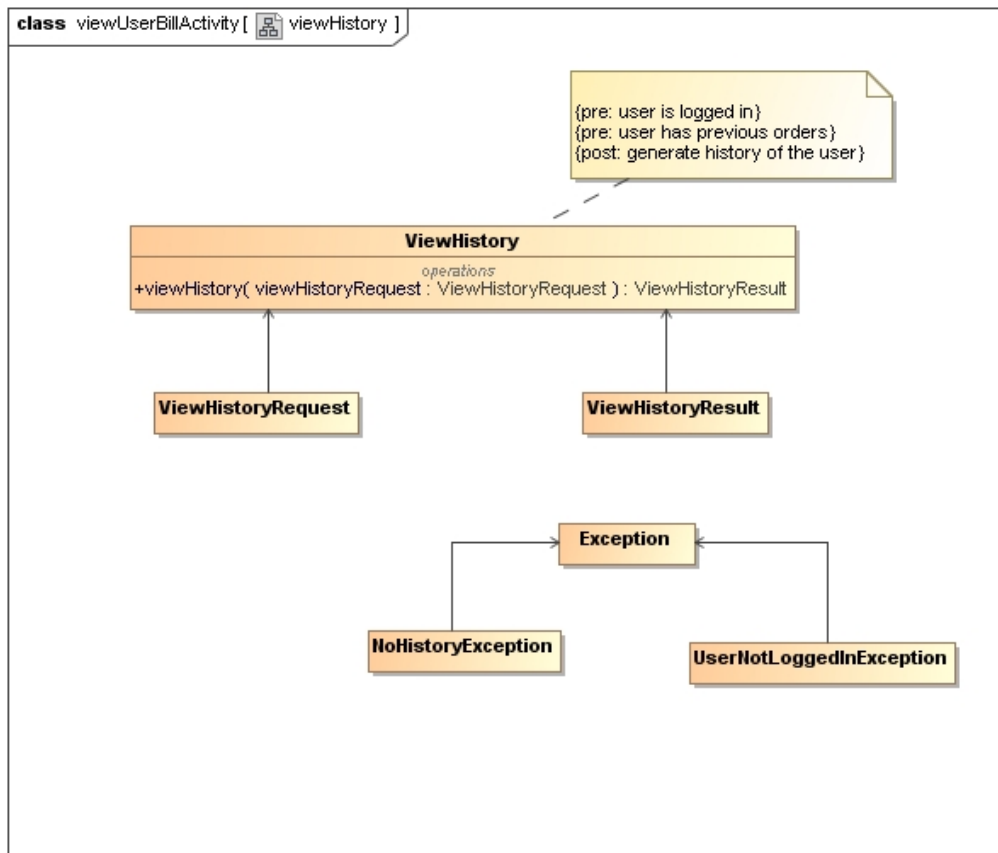 class viewUserBillActivity [ viewHistory ]
{pre: user is logged in}
{pre: user has previous orders}
{post: generate history of the user}
ViewHistory
operations
+viewHistory( viewHistoryRequest : ViewHistoryRequest ) : ViewHistoryResult
ViewHistoryRequest
ViewHistoryResult
Exception
NoHistoryException
UserNotLoggedInException